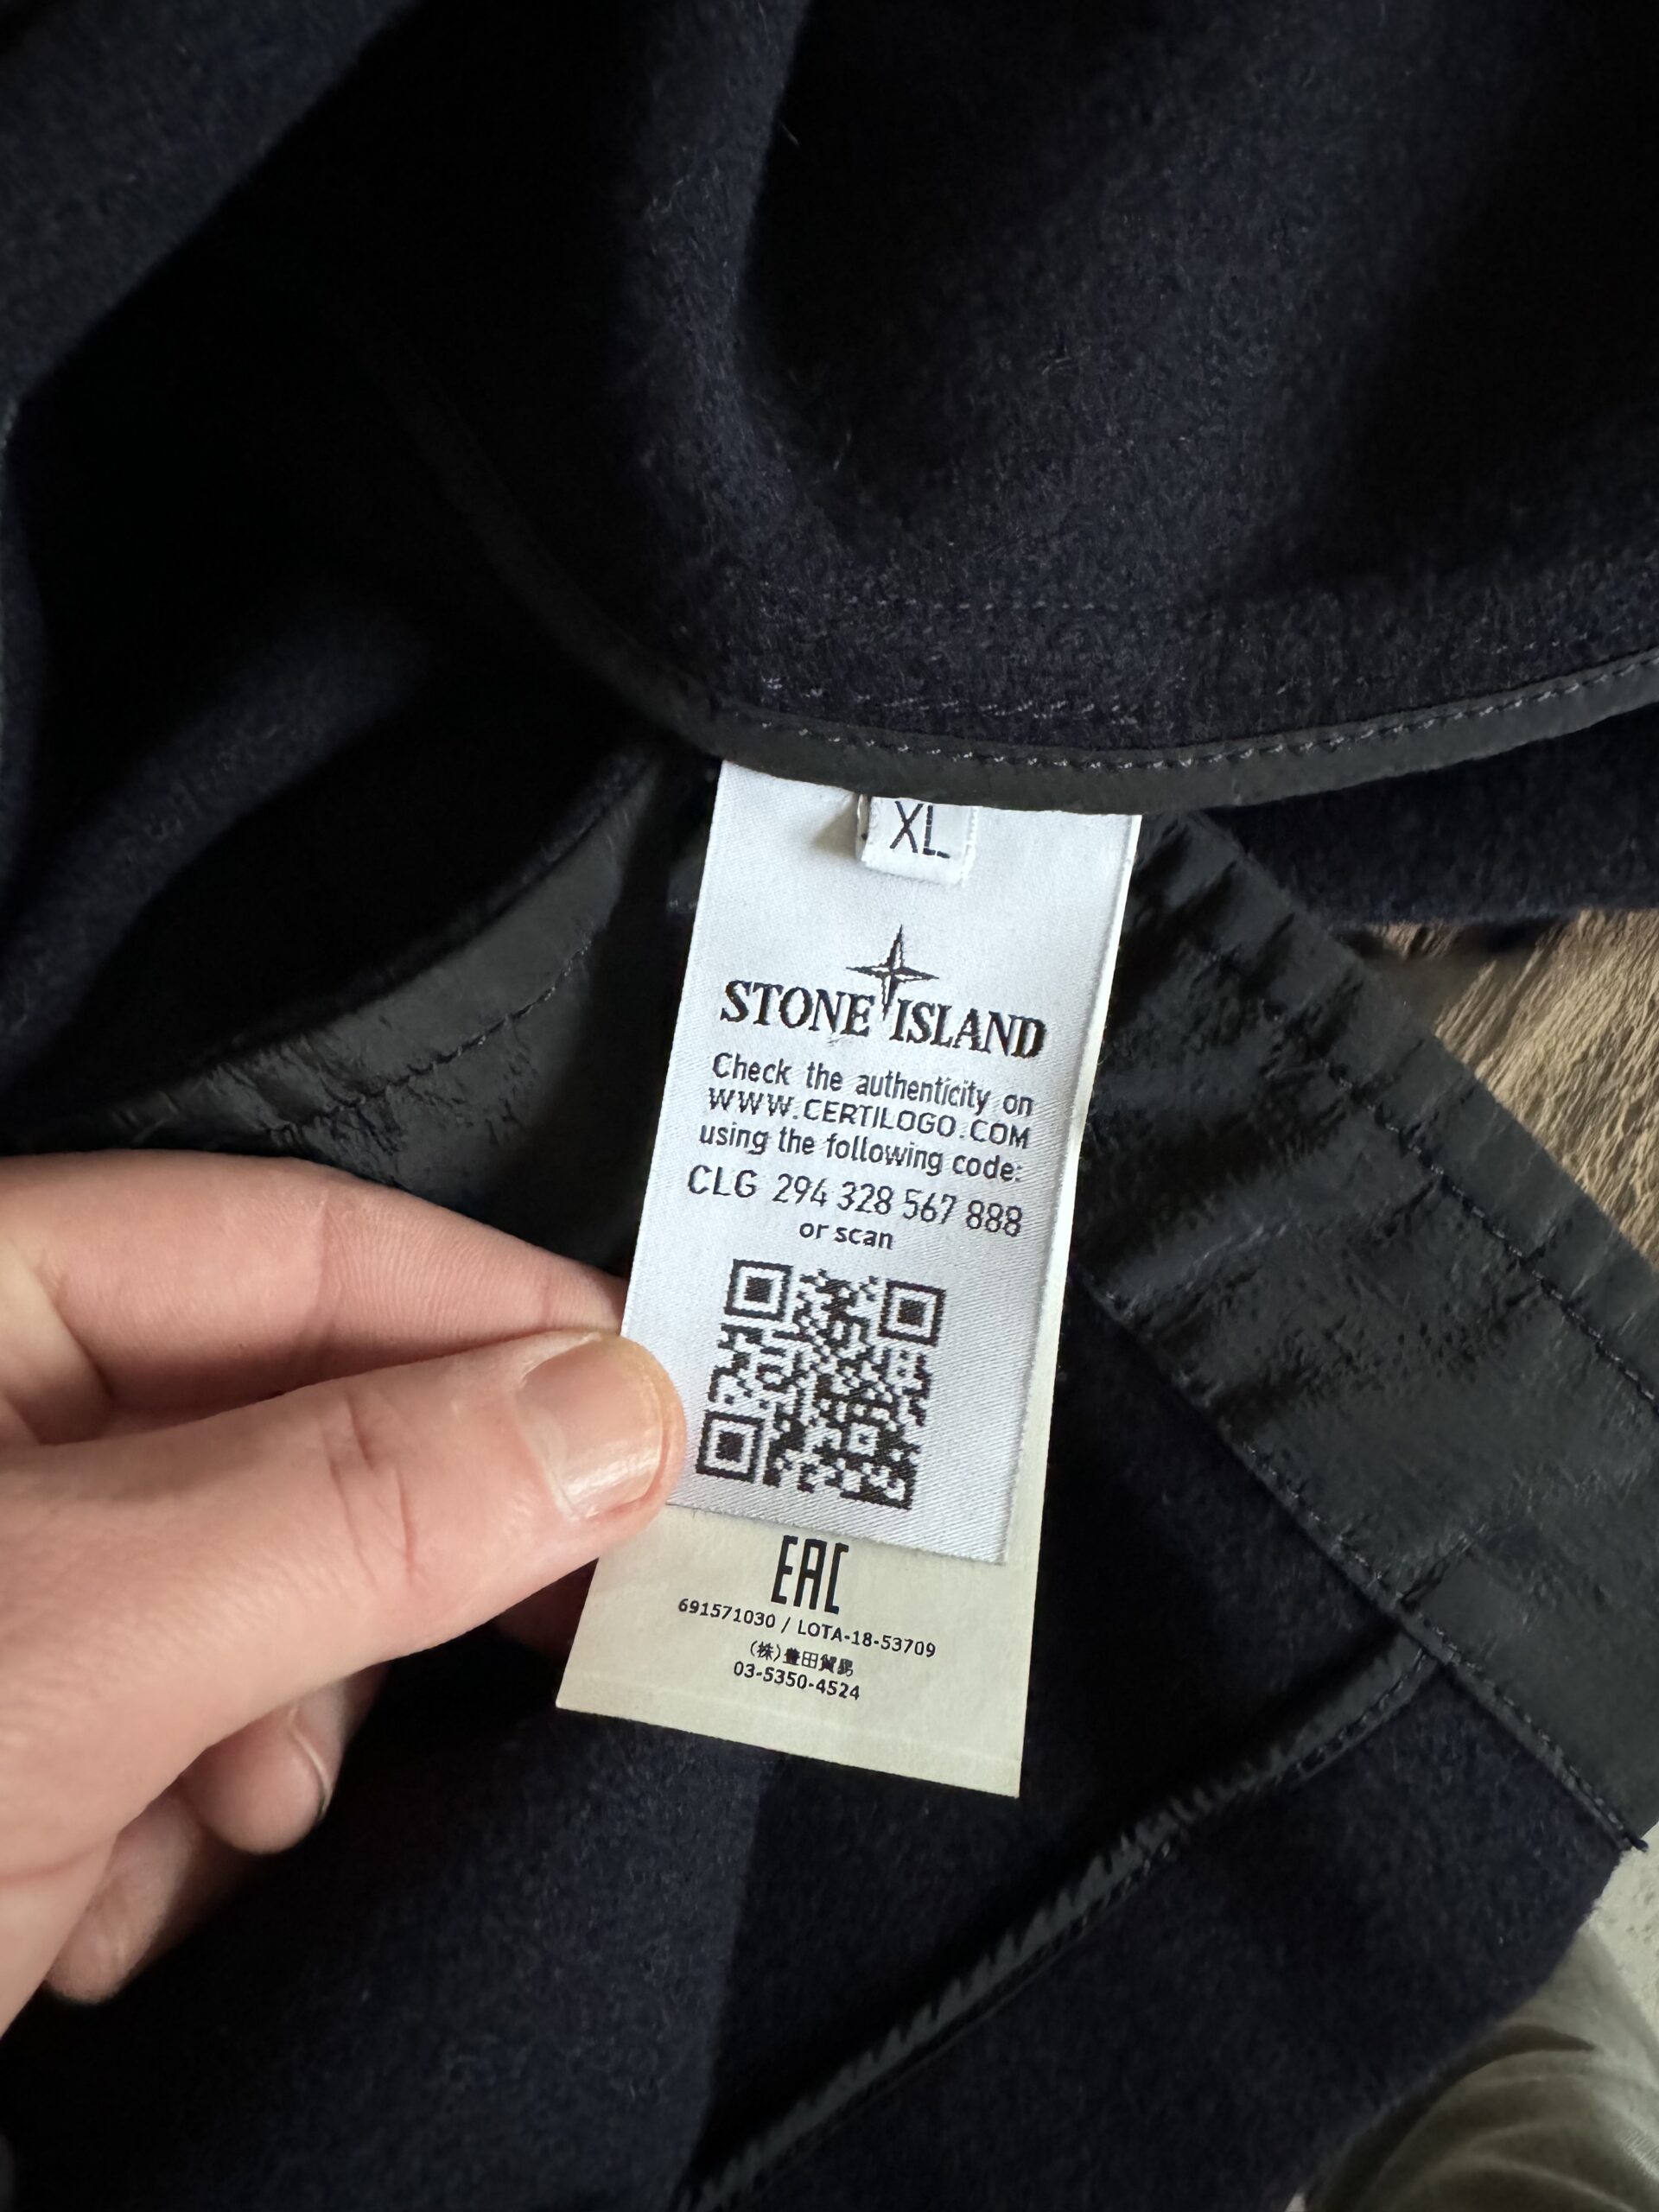 XL
STONE ISLAND
Check the authenticity on
WWW.CERTILOGO.COM
using the following code:
CLG 294 328 567 888
or scan
EAC
691571030 / LOTA-18-53709
(株)豊田貿易
03-5350-4524